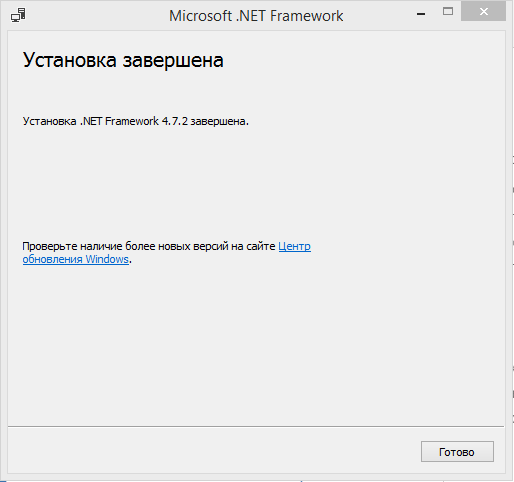 Microsoft .NET Framework
Установка завершена
Установка .NET Framework 4.7.2 завершена.
Проверьте наличие более новых версий на сайте Центр
обновления Windows.
Готово